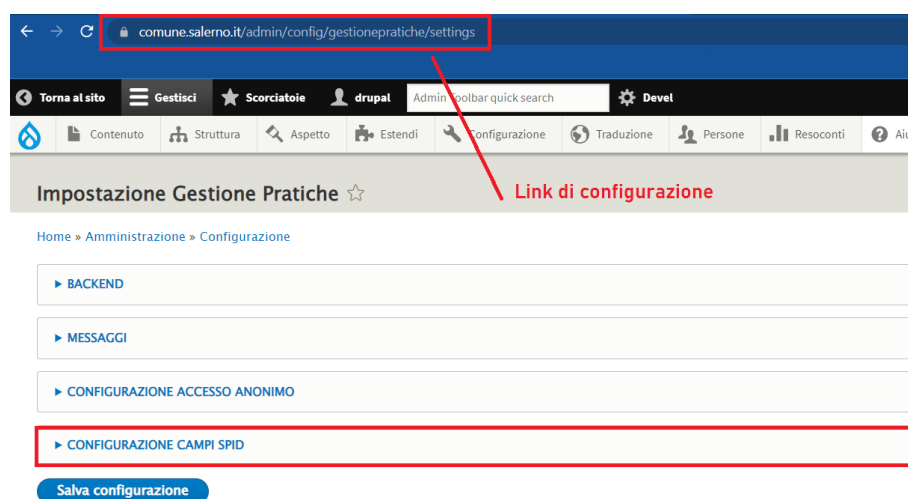 comune.salerno.it/admin/config/gestionepratiche/settings
Torna al sito Gestisci Scorciatoie drupal Admin Toolbar quick search Devel
Contenuto Struttura Aspetto Estendi Configurazione Traduzione Persone Resoconti Aiu
Impostazione Gestione Pratiche
Link di configurazione
Home » Amministrazione » Configurazione
BACKEND
MESSAGGI
CONFIGURAZIONE ACCESSO ANONIMO
CONFIGURAZIONE CAMPI SPID
Salva configurazione